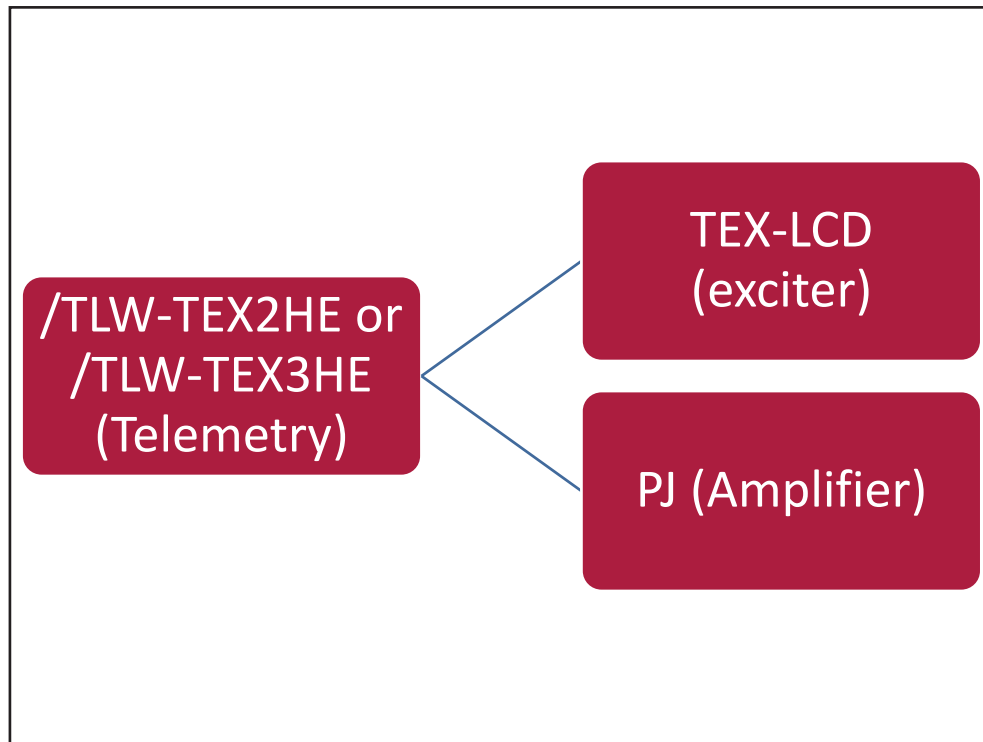 /TLW-TEX2HE or
/TLW-TEX3HE
(Telemetry)
TEX-LCD
(exciter)
PJ (Amplifier)